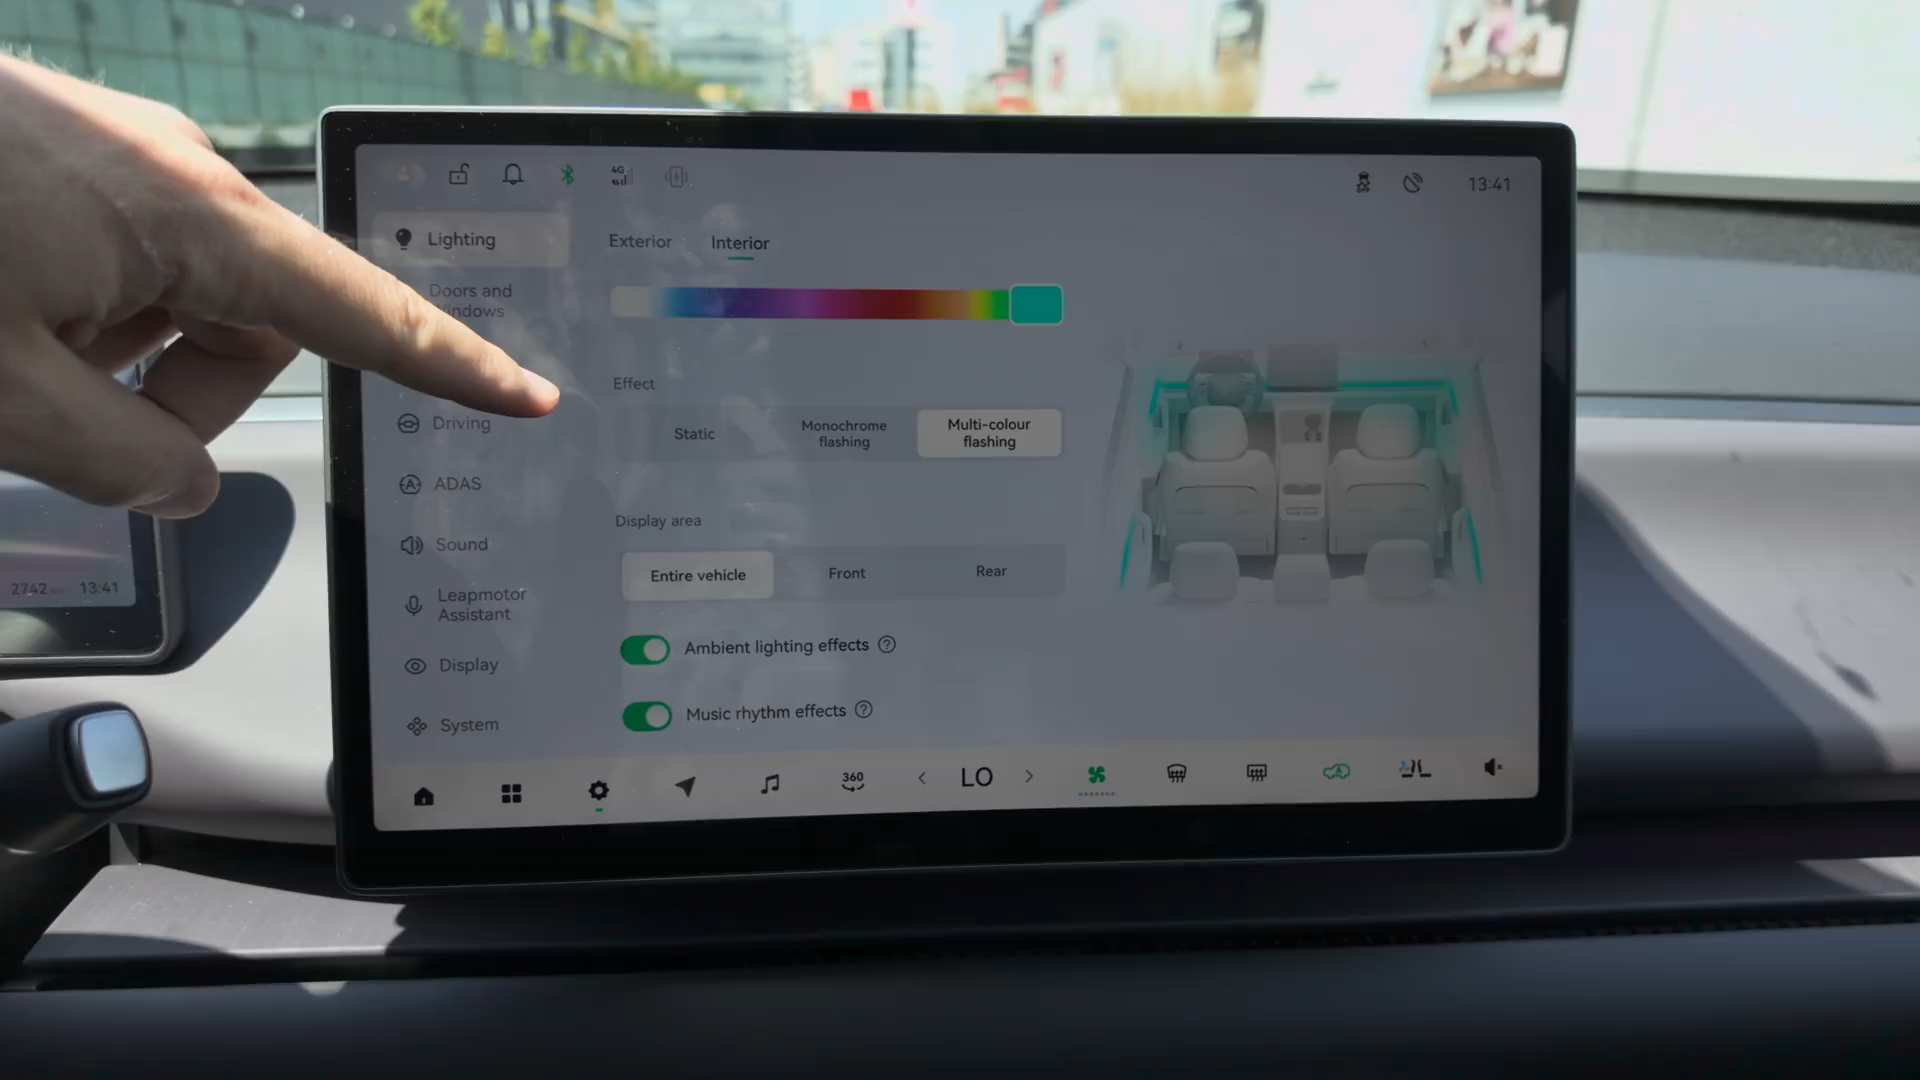 4G
13:41
Lighting
Exterior
Interior
Doors and
Windows
Effect
Driving
Static
Monochrome
flashing
Multi-colour
flashing
ADAS
Display area
Sound
Entire vehicle
Front
Rear
Leapmotor
Assistant
Ambient lighting effects ?
Display
Music rhythm effects ?
System
360
< LO >
2742
13:41